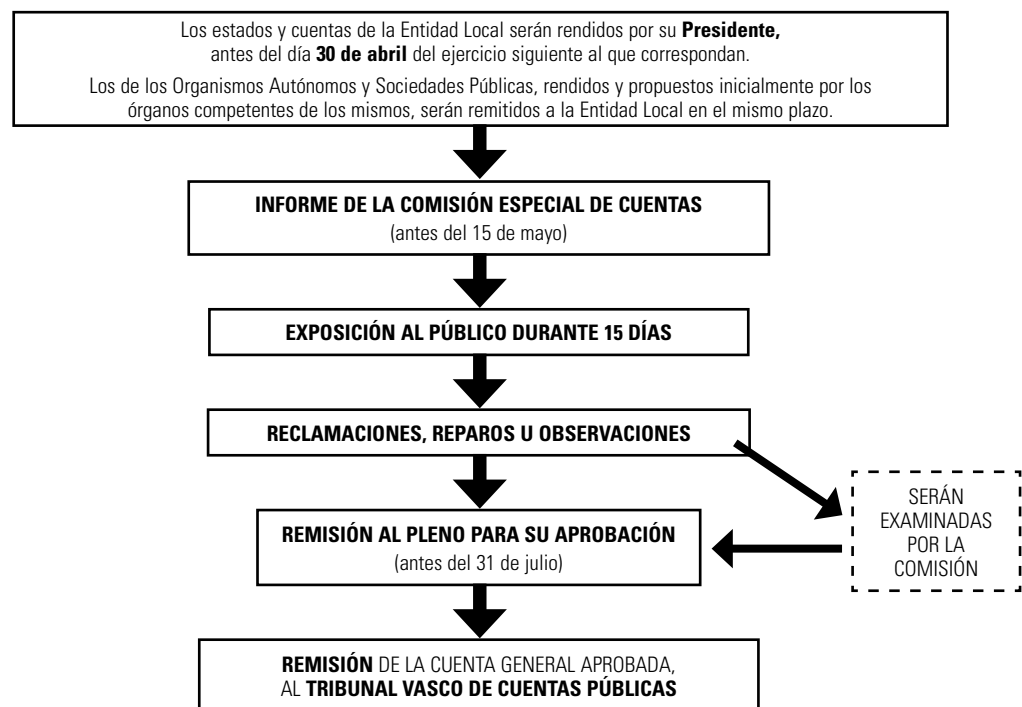 Los estados y cuentas de la Entidad Local serán rendidos por su Presidente,
antes del día 30 de abril del ejercicio siguiente al que correspondan.
Los de los Organismos Autónomos y Sociedades Públicas, rendidos y propuestos inicialmente por los
órganos competentes de los mismos, serán remitidos a la Entidad Local en el mismo plazo.
INFORME DE LA COMISIÓN ESPECIAL DE CUENTAS
(antes del 15 de mayo)
EXPOSICIÓN AL PÚBLICO DURANTE 15 DÍAS
RECLAMACIONES, REPAROS U OBSERVACIONES
SERÁN
EXAMINADAS
POR LA
COMISIÓN
REMISIÓN AL PLENO PARA SU APROBACIÓN
(antes del 31 de julio)
REMISIÓN DE LA CUENTA GENERAL APROBADA,
AL TRIBUNAL VASCO DE CUENTAS PÚBLICAS